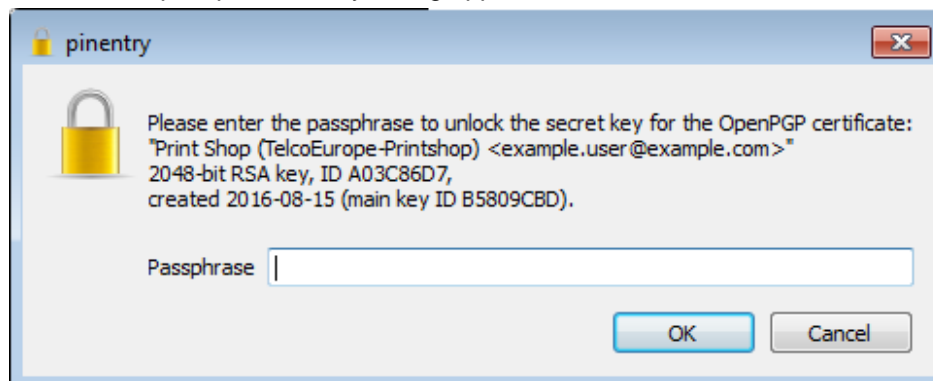 pinentry
Please enter the passphrase to unlock the secret key for the OpenPGP certificate:
"Print Shop (TelcoEurope-Printshop) <example.user@example.com>"
2048-bit RSA key, ID A03C86D7,
created 2016-08-15 (main key ID B5809CBD).
Passphrase
OK Cancel